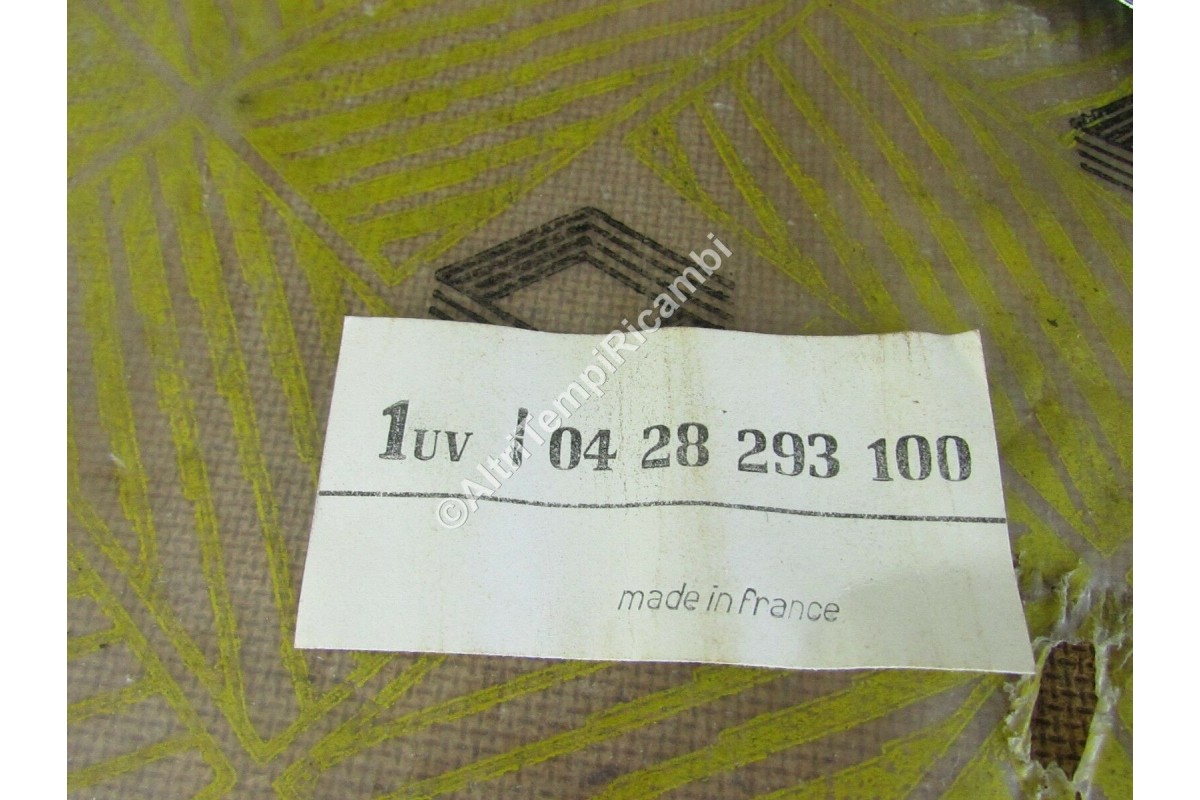 1UV / 04 28 293 100
made in france
©AltriTempiRicambi